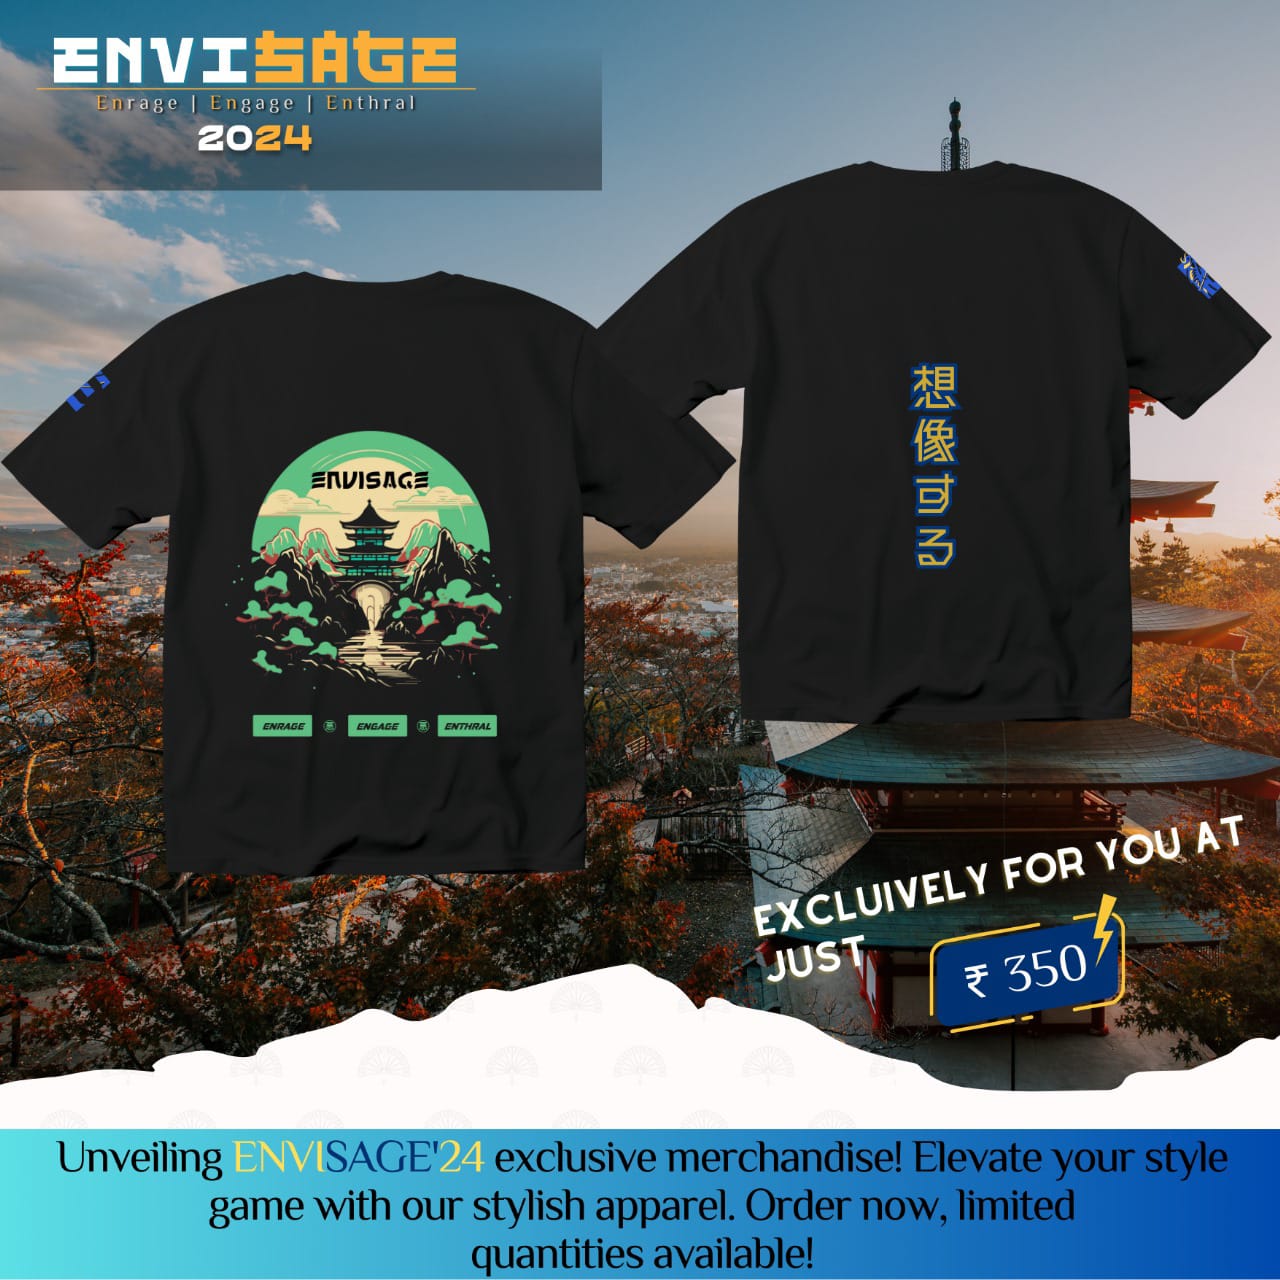 ENVISAGE
Enrage | Engage | Enthral
2024
ENVISAGE
ENRAGE ENGAGE ENTHRAL
想像する
EXCLUIVELY FOR YOU AT
JUST
₹ 350
Unveiling ENVISAGE'24 exclusive merchandise! Elevate your style
game with our stylish apparel. Order now, limited
quantities available!